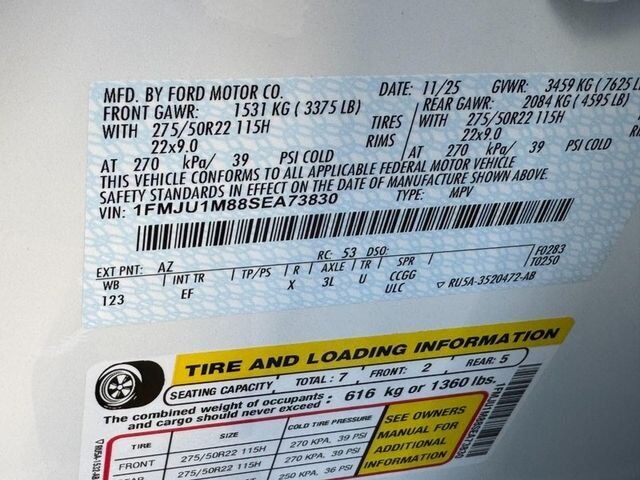 MFD. BY FORD MOTOR CO. DATE: 11/25 GVWR: 3459 KG ( 7625 LB
FRONT GAWR: 1531 KG ( 3375 LB) REAR GAWR: 2084 KG ( 4595 LB)
WITH 275/50R22 115H TIRES WITH 275/50R22 115H
22x9.0 RIMS 22x9.0
AT 270 kPa/ 39 PSI COLD AT 270 kPa/ 39 PSI COLD
THIS VEHICLE CONFORMS TO ALL APPLICABLE FEDERAL MOTOR VEHICLE
SAFETY STANDARDS IN EFFECT ON THE DATE OF MANUFACTURE SHOWN ABOVE.
VIN: 1FMJU1M88SEA73830 TYPE: MPV
EXT PNT: AZ RC: 53 DSO: F0283
WB INT TR TP/PS R AXLE TR SPR T0250
123 EF X 3L U CCGG
ULC ▽ RU5A-3520472-AB
TIRE AND LOADING INFORMATION
SEATING CAPACITY TOTAL: 7 FRONT: 2 REAR: 5
The combined weight of occupants
and cargo should never exceed : 616 kg or 1360 lbs.
TIRE SIZE COLD TIRE PRESSURE SEE OWNERS
FRONT 275/50R22 115H 270 KPA, 39 PSI MANUAL FOR
275/50R22 115H 270 KPA, 39 PSI ADDITIONAL
250 KPA, 36 PSI INFORMATION